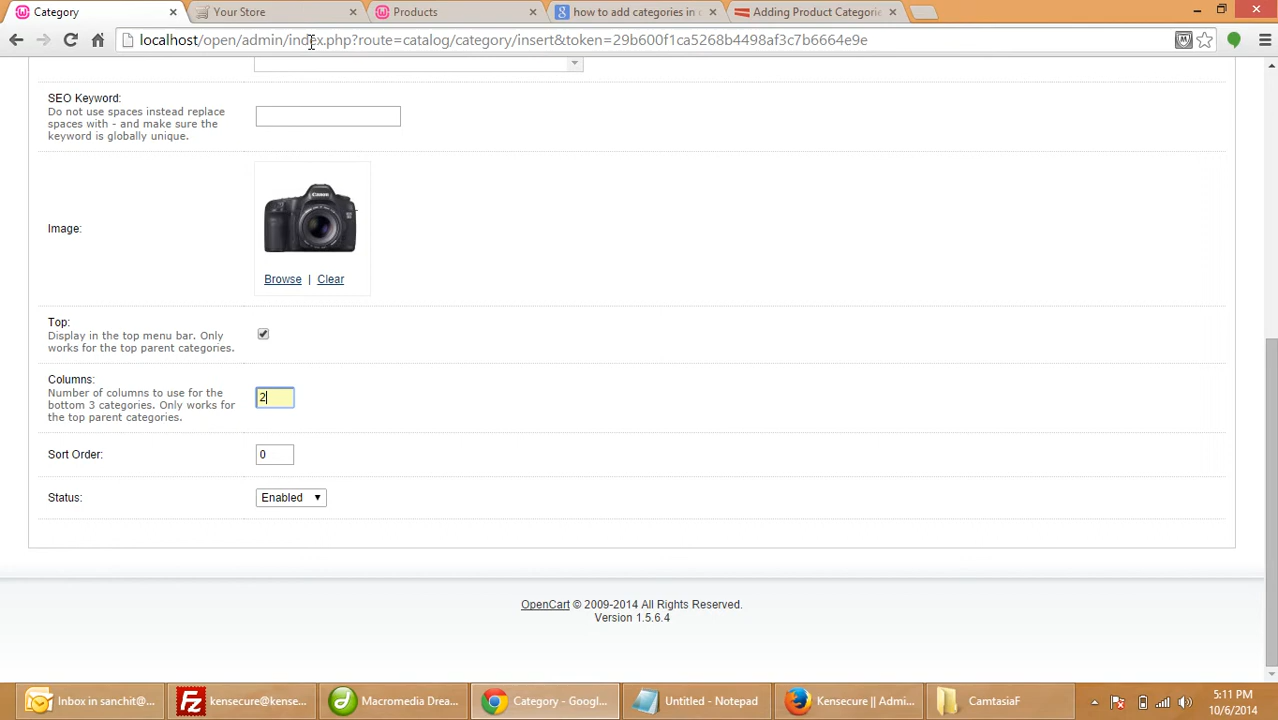 Category
Your Store
Products
how to add categories in o
Adding Product Categorie
localhost/open/admin/index.php?route=catalog/category/insert&token=29b600f1ca5268b4498af3c7b6664e9e
SEO Keyword:
Do not use spaces instead replace
spaces with - and make sure the
keyword is globally unique.
Image:
Canon
Browse | Clear
Top:
Display in the top menu bar. Only
works for the top parent categories.
Columns:
Number of columns to use for the
bottom 3 categories. Only works for
the top parent categories.
2
Sort Order:
0
Status:
Enabled
OpenCart © 2009-2014 All Rights Reserved.
Version 1.5.6.4
Inbox in sanchit@...
kensecure@kense...
Macromedia Drea...
Category - Googl...
Untitled - Notepad
Kensecure || Admi...
CamtasiaF
5:11 PM
10/6/2014